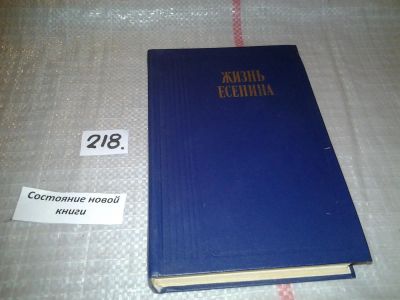 ЖИЗНЬ
ЕСЕНИНА
218.
Состояние новой
книги